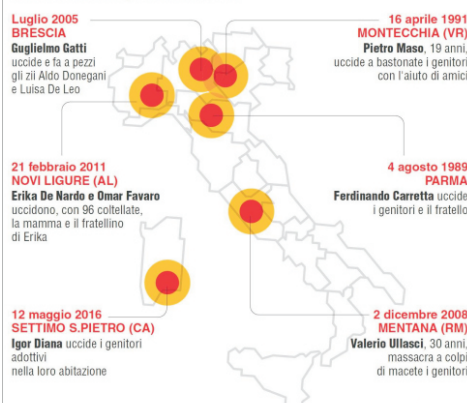 Luglio 2005
BRESCIA
Guglielmo Gatti
uccide e fa a pezzi
gli zii Aldo Donegani
e Luisa De Leo
16 aprile 1991
MONTECCHIA (VR)
Pietro Maso, 19 anni,
uccide a bastonate i genitori
con l'aiuto di amici
21 febbraio 2011
NOVI LIGURE (AL)
Erika De Nardo e Omar Favaro
uccidono, con 96 coltellate,
la mamma e il fratellino
di Erika
4 agosto 1989
PARMA
Ferdinando Carretta uccide
i genitori e il fratello
12 maggio 2016
SETTIMO S.PIETRO (CA)
Igor Diana uccide i genitori
adottivi
nella loro abitazione
2 dicembre 2008
MENTANA (RM)
Valerio Ullasci, 30 anni,
massacra a colpi
di macete i genitori